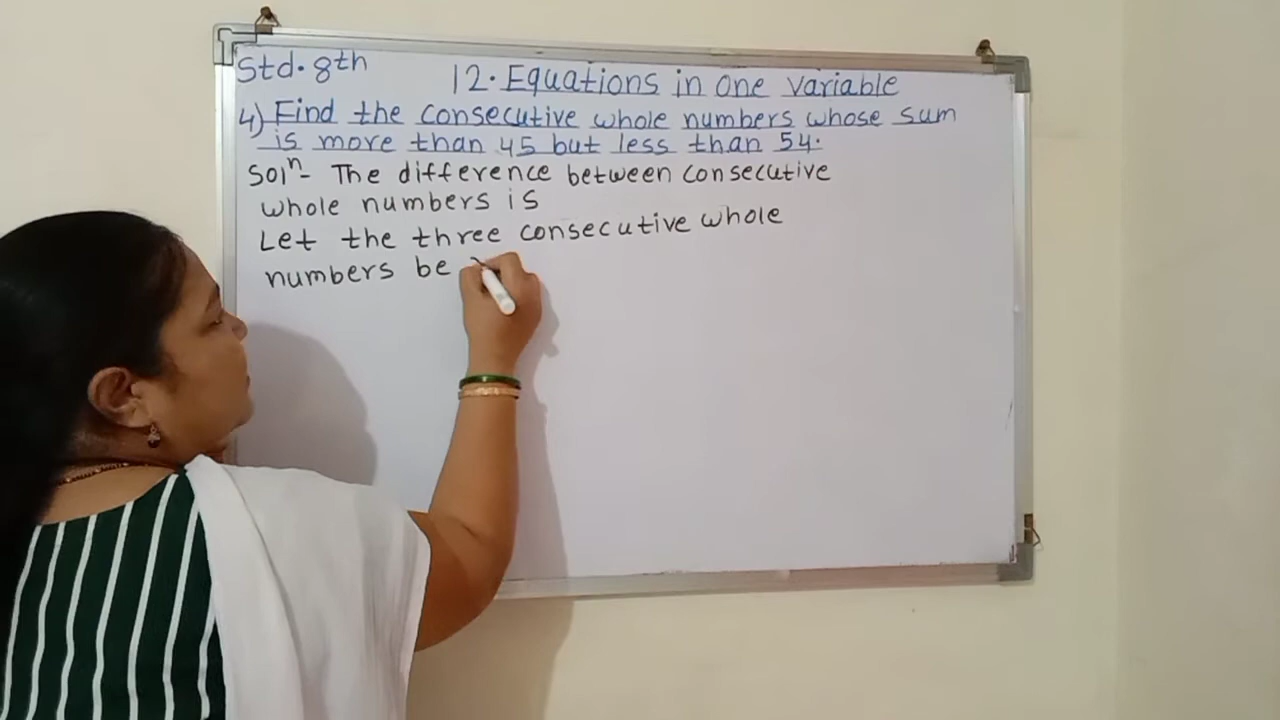 Std. 8th
12. Equations in one variable
4) Find the consecutive whole numbers whose sum
is more than 45 but less than 54.
Solⁿ- The difference between consecutive
whole numbers is
Let the three consecutive whole
numbers be